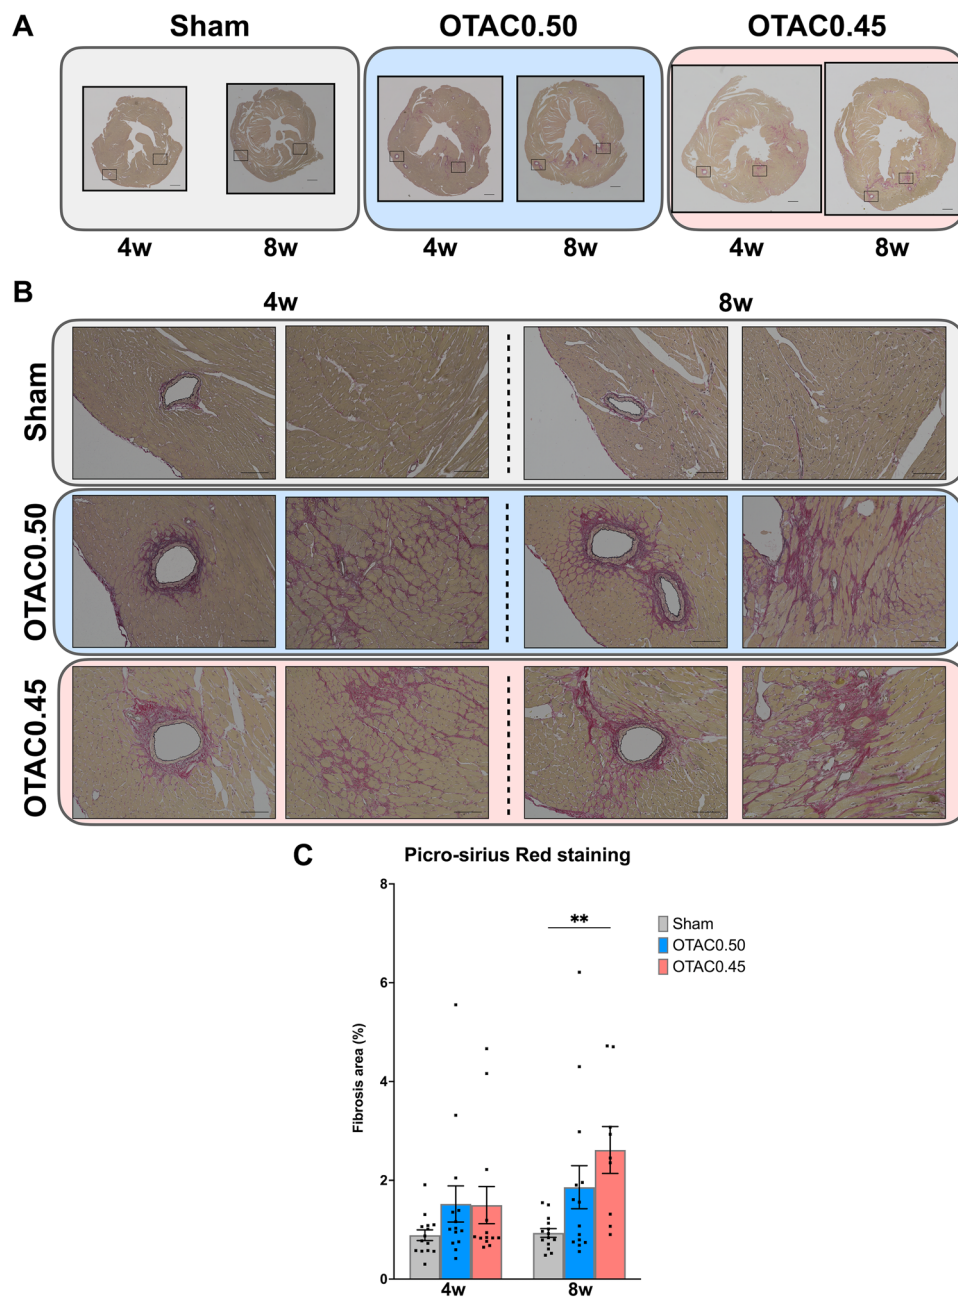 A
Sham
OTAC0.50
OTAC0.45
4w
8w
4w
8w
4w
8w
B
4w
8w
Sham
OTAC0.50
OTAC0.45
C
Picro-sirius Red staining
Fibrosis area (%)
8
6
4
2
0
**
Sham
OTAC0.50
OTAC0.45
4w
8w